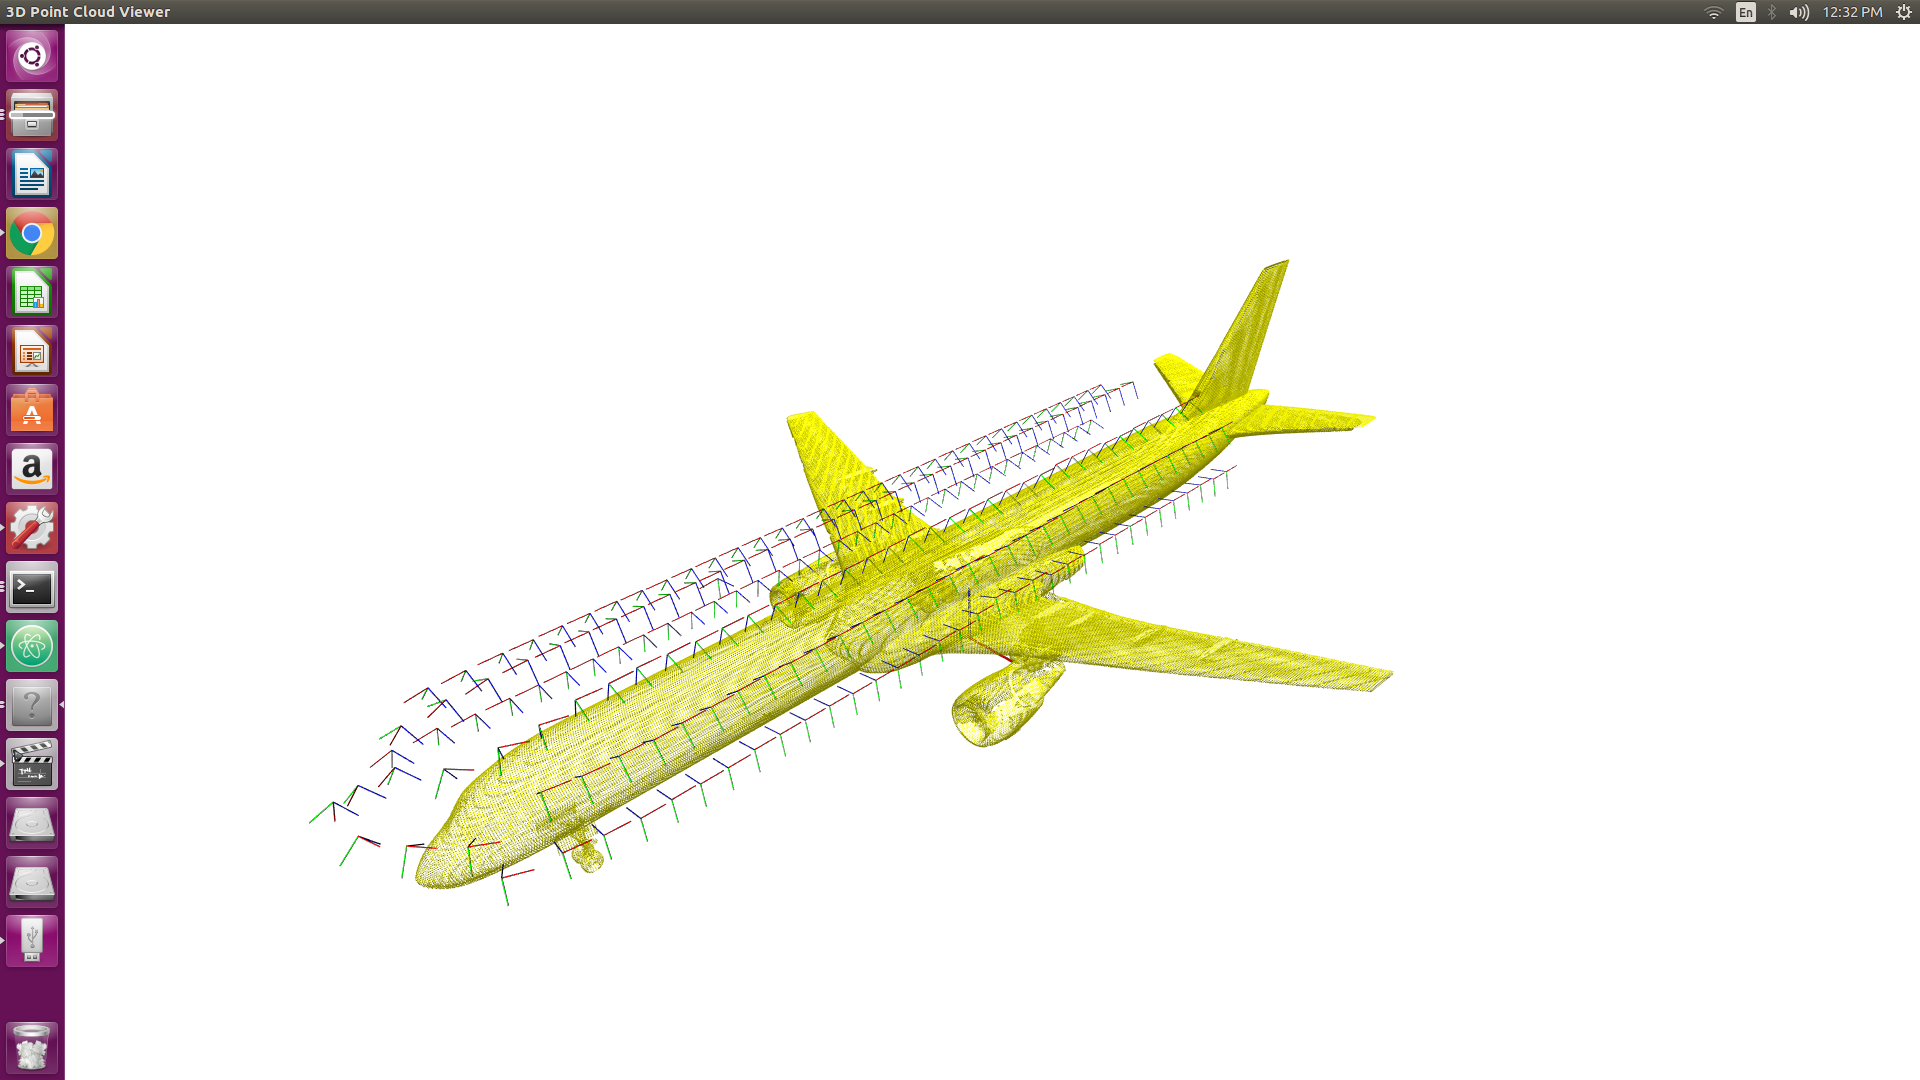 3D Point Cloud Viewer
En
12:32 PM
A
a
>_
?